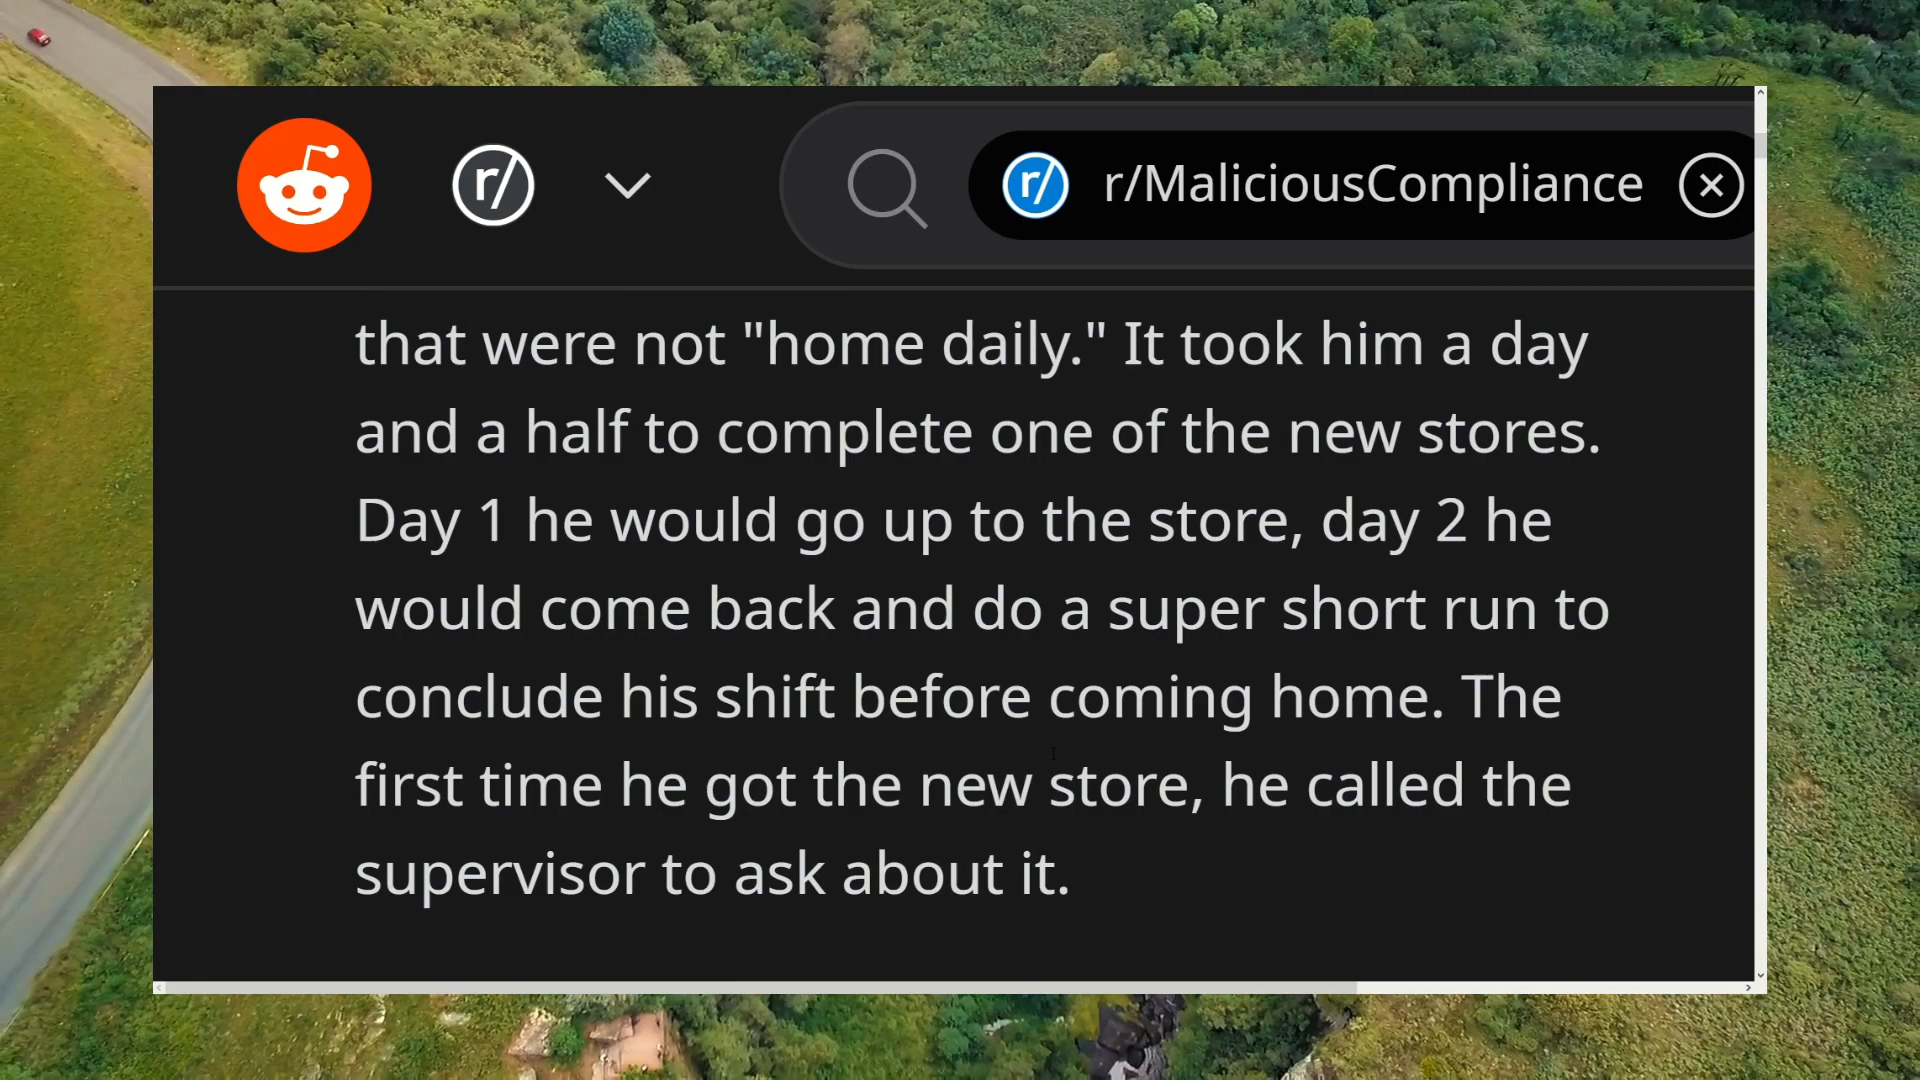 r/
r/ r/MaliciousCompliance
that were not "home daily." It took him a day
and a half to complete one of the new stores.
Day 1 he would go up to the store, day 2 he
would come back and do a super short run to
conclude his shift before coming home. The
first time he got the new store, he called the
supervisor to ask about it.